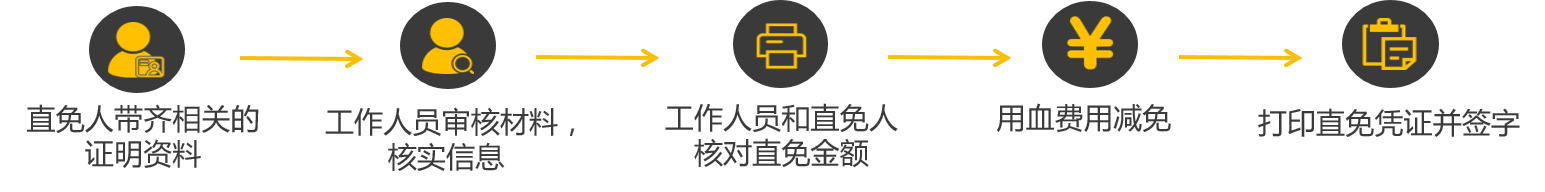 直免人带齐相关的
证明资料
工作人员审核材料，
核实信息
工作人员和直免人
核对直免金额
用血费用减免
打印直免凭证并签字